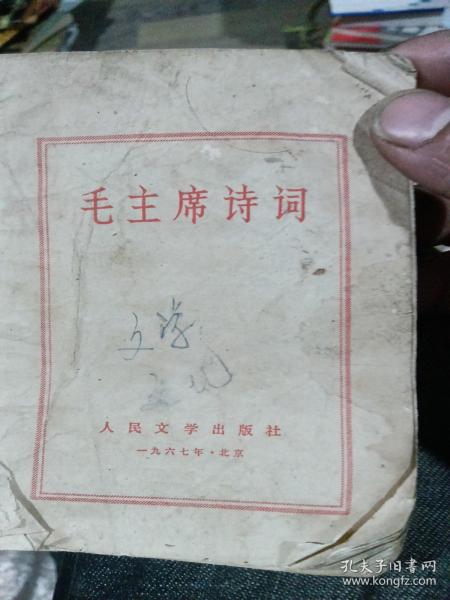 毛主席诗词
文学
人民文学出版社
一九六七年·北京
孔夫子旧书网
www.kongfz.com